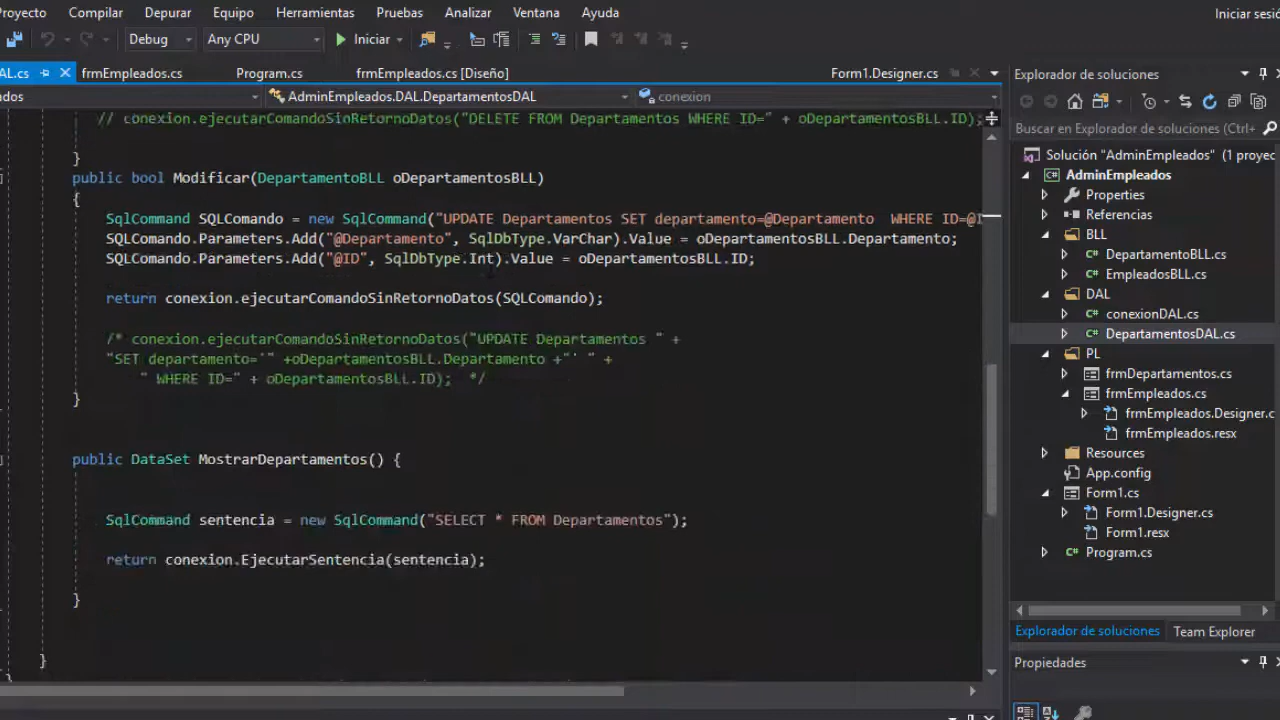 Proyecto Compilar Depurar Equipo Herramientas Pruebas Analizar Ventana Ayuda
Iniciar sesió
Debug Any CPU Iniciar
AL.cs frmEmpleados.cs Program.cs frmEmpleados.cs [Diseño] Form1.Designer.cs
dos AdminEmpleados.DAL.DepartamentosDAL conexion
// conexion.ejecutarComandoSinRetornoDatos("DELETE FROM Departamentos WHERE ID=" + oDepartamentosBLL.ID);
}
public bool Modificar(DepartamentoBLL oDepartamentosBLL)
{
SqlCommand SQLComando = new SqlCommand("UPDATE Departamentos SET departamento=@Departamento  WHERE ID=@I
SQLComando.Parameters.Add("@Departamento", SqlDbType.VarChar).Value = oDepartamentosBLL.Departamento;
SQLComando.Parameters.Add("@ID", SqlDbType.Int).Value = oDepartamentosBLL.ID;
return conexion.ejecutarComandoSinRetornoDatos(SQLComando);
/* conexion.ejecutarComandoSinRetornoDatos("UPDATE Departamentos " +
"SET departamento='" +oDepartamentosBLL.Departamento +"' " +
" WHERE ID=" + oDepartamentosBLL.ID);  */
}
public DataSet MostrarDepartamentos() {
SqlCommand sentencia = new SqlCommand("SELECT * FROM Departamentos");
return conexion.EjecutarSentencia(sentencia);
}
}
Explorador de soluciones
Buscar en Explorador de soluciones (Ctrl+
Solución "AdminEmpleados" (1 proyec
AdminEmpleados
Properties
Referencias
BLL
DepartamentoBLL.cs
EmpleadosBLL.cs
DAL
conexionDAL.cs
DepartamentosDAL.cs
PL
frmDepartamentos.cs
frmEmpleados.cs
frmEmpleados.Designer.c
frmEmpleados.resx
Resources
App.config
Form1.cs
Form1.Designer.cs
Form1.resx
Program.cs
Explorador de soluciones Team Explorer
Propiedades